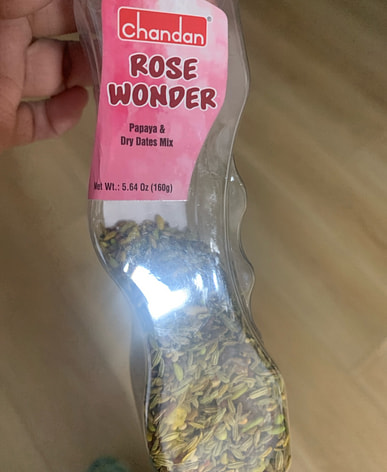 Chandan®
ROSE
WONDER
Papaya &
Dry Dates Mix
Net Wt.: 5.64 Oz (160g)